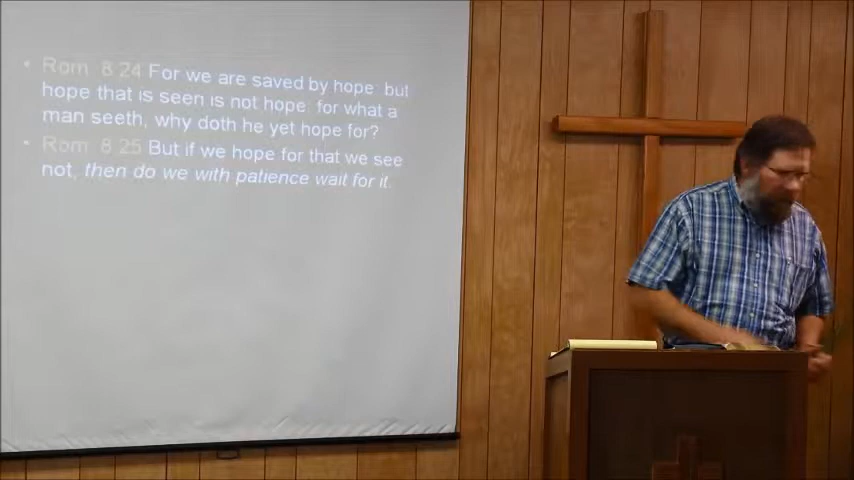 • Rom 8 24 For we are saved by hope but
hope that is seen is not hope for what a
man seeth, why doth he yet hope for?
• Rom 8 25 But if we hope for that we see
not, then do we with patience wait for it.